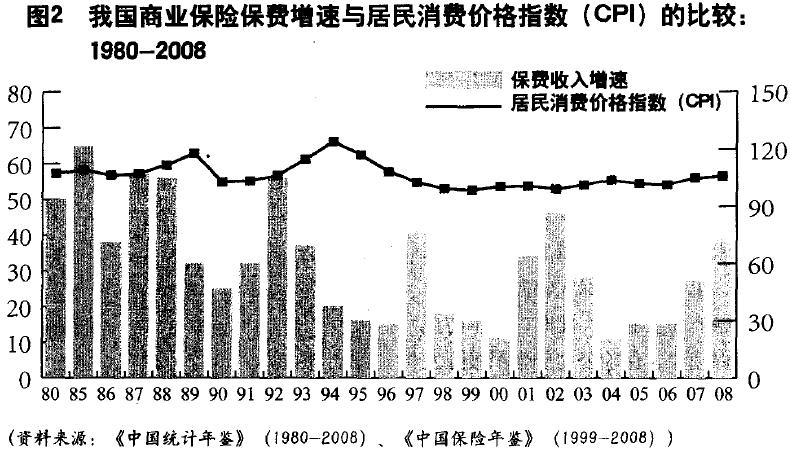 图2 我国商业保险保费增速与居民消费价格指数（CPI）的比较：
1980—2008
保费收入增速
居民消费价格指数（CPI）
80 150
70
60 120
50
90
40
30 60
20
30
10
0 0
80 85 86 87 88 89 90 91 92 93 94 95 96 97 98 99 00 01 02 03 04 05 06 07 08
(资料来源：《中国统计年鉴》（1980—2008）、《中国保险年鉴》（1999—2008）)